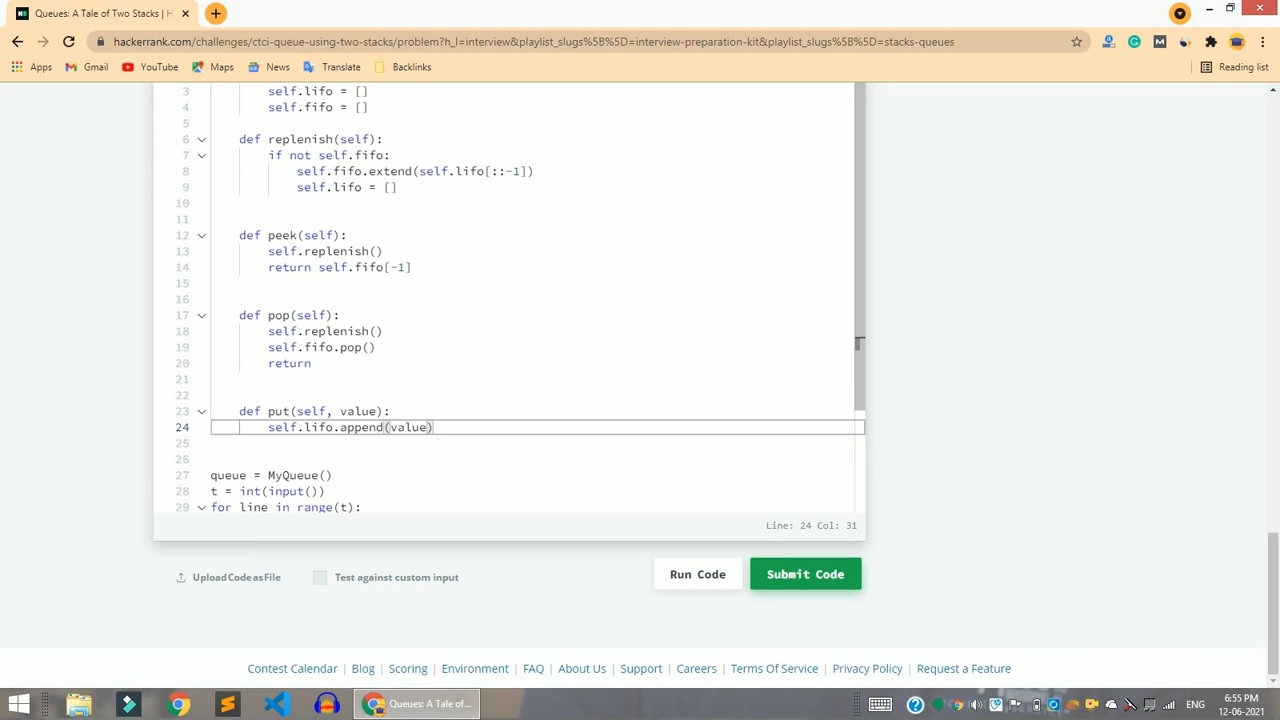 Queues: A Tale of Two Stacks | H
hackerrank.com/challenges/ctci-queue-using-two-stacks/problem?h_l=interview&playlist_slugs%5B%5D=interview-preparation-kit&playlist_slugs%5B%5D=stacks-queues
Apps Gmail YouTube Maps News Translate Backlinks Reading list
3 self.lifo = []
4 self.fifo = []
5
6 def replenish(self):
7 if not self.fifo:
8 self.fifo.extend(self.lifo[::-1])
9 self.lifo = []
10
11
12 def peek(self):
13 self.replenish()
14 return self.fifo[-1]
15
16
17 def pop(self):
18 self.replenish()
19 self.fifo.pop()
20 return
21
22
23 def put(self, value):
24 self.lifo.append(value)
25
26
27 queue = MyQueue()
28 t = int(input())
29 for line in range(t):
Line: 24 Col: 31
Upload Code as File Test against custom input Run Code Submit Code
Contest Calendar | Blog | Scoring | Environment | FAQ | About Us | Support | Careers | Terms Of Service | Privacy Policy | Request a Feature
Queues: A Tale of... ENG 6:55 PM
12-06-2021